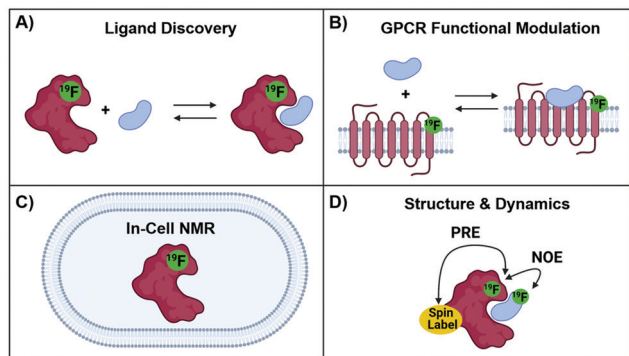 A)
Ligand Discovery
¹⁹F
+
¹⁹F
B)
GPCR Functional Modulation
+
¹⁹F
¹⁹F
C)
In-Cell NMR
¹⁹F
D)
Structure & Dynamics
PRE
NOE
¹⁹F
¹⁹F
Spin
Label